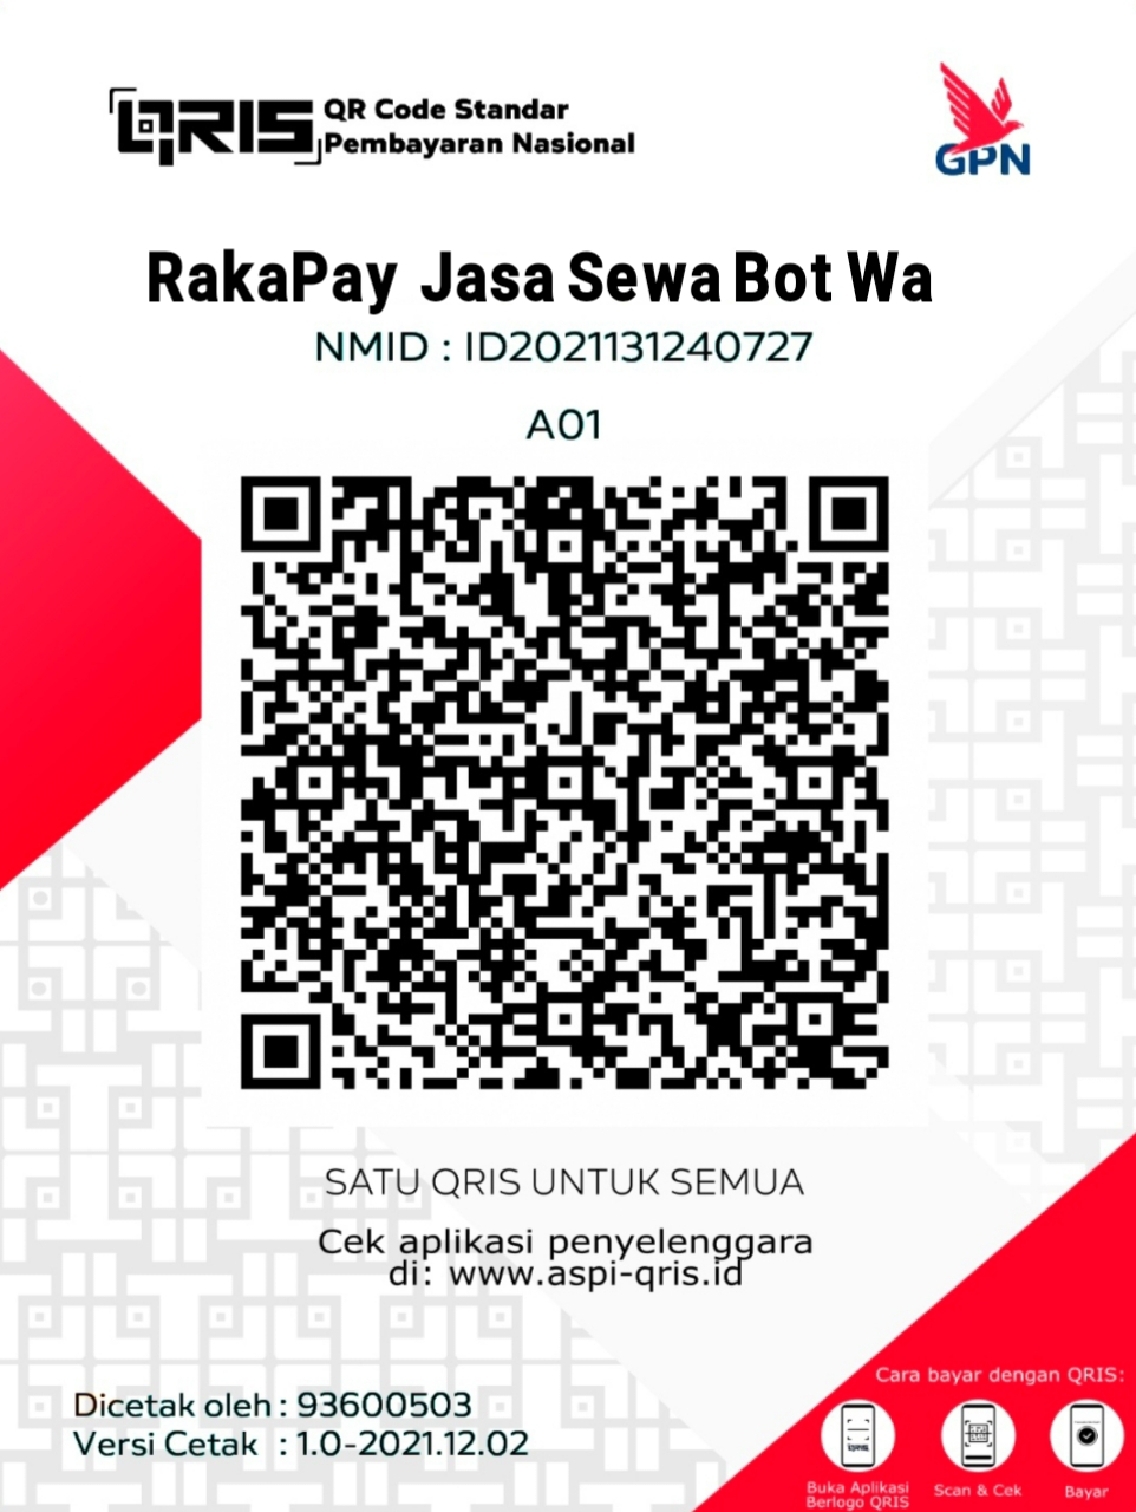 QRIS QR Code Standar
Pembayaran Nasional
GPN
RakaPay Jasa Sewa Bot Wa
NMID : ID2021131240727
A01
SATU QRIS UNTUK SEMUA
Cek aplikasi penyelenggara
di: www.aspi-qris.id
Dicetak oleh : 93600503
Versi Cetak : 1.0-2021.12.02
Cara bayar dengan QRIS:
Buka Aplikasi
Berlogo QRIS
Scan & Cek
Bayar